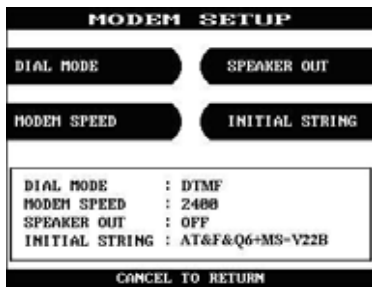 MODEM SETUP
DIAL MODE
SPEAKER OUT
MODEM SPEED
INITIAL STRING
DIAL MODE : DTMF
MODEM SPEED : 2400
SPEAKER OUT : OFF
INITIAL STRING : AT&F&Q6+MS=V22B
CANCEL TO RETURN